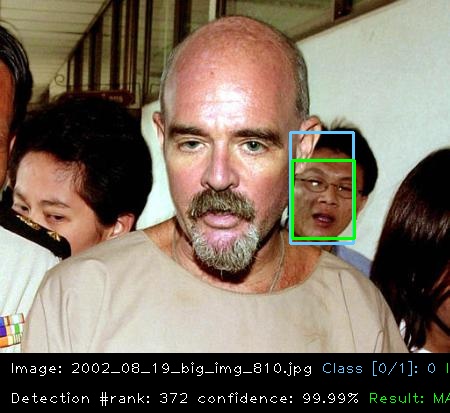 Image: 2002_08_19_big_img_810.jpg Class [0/1]: 0
Detection #rank: 372 confidence: 99.99% Result: